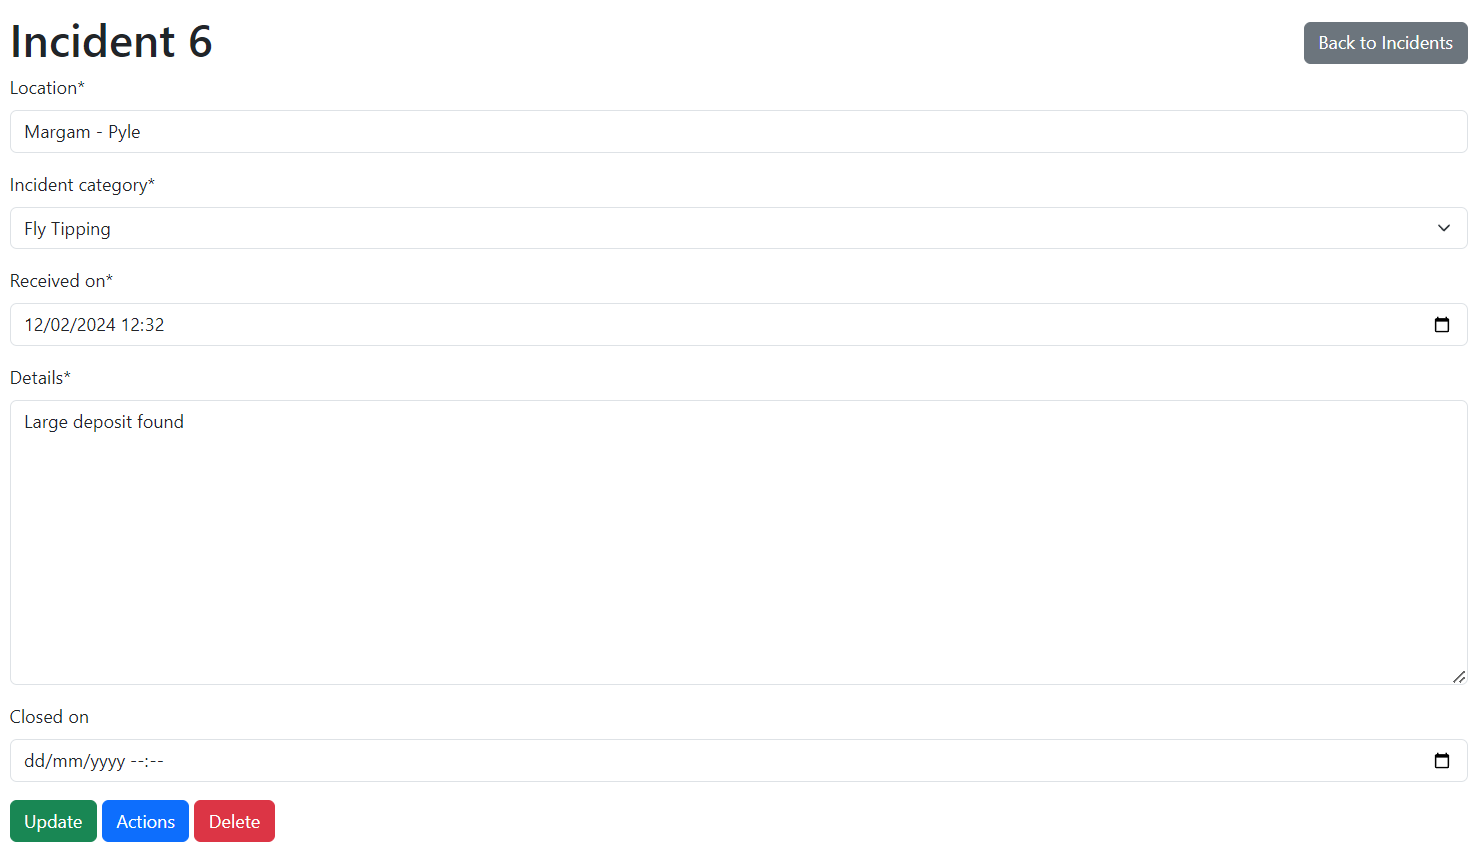 Incident 6
Back to Incidents
Location*
Margam - Pyle
Incident category*
Fly Tipping
Received on*
12/02/2024 12:32
Details*
Large deposit found
Closed on
dd/mm/yyyy --:--
Update
Actions
Delete